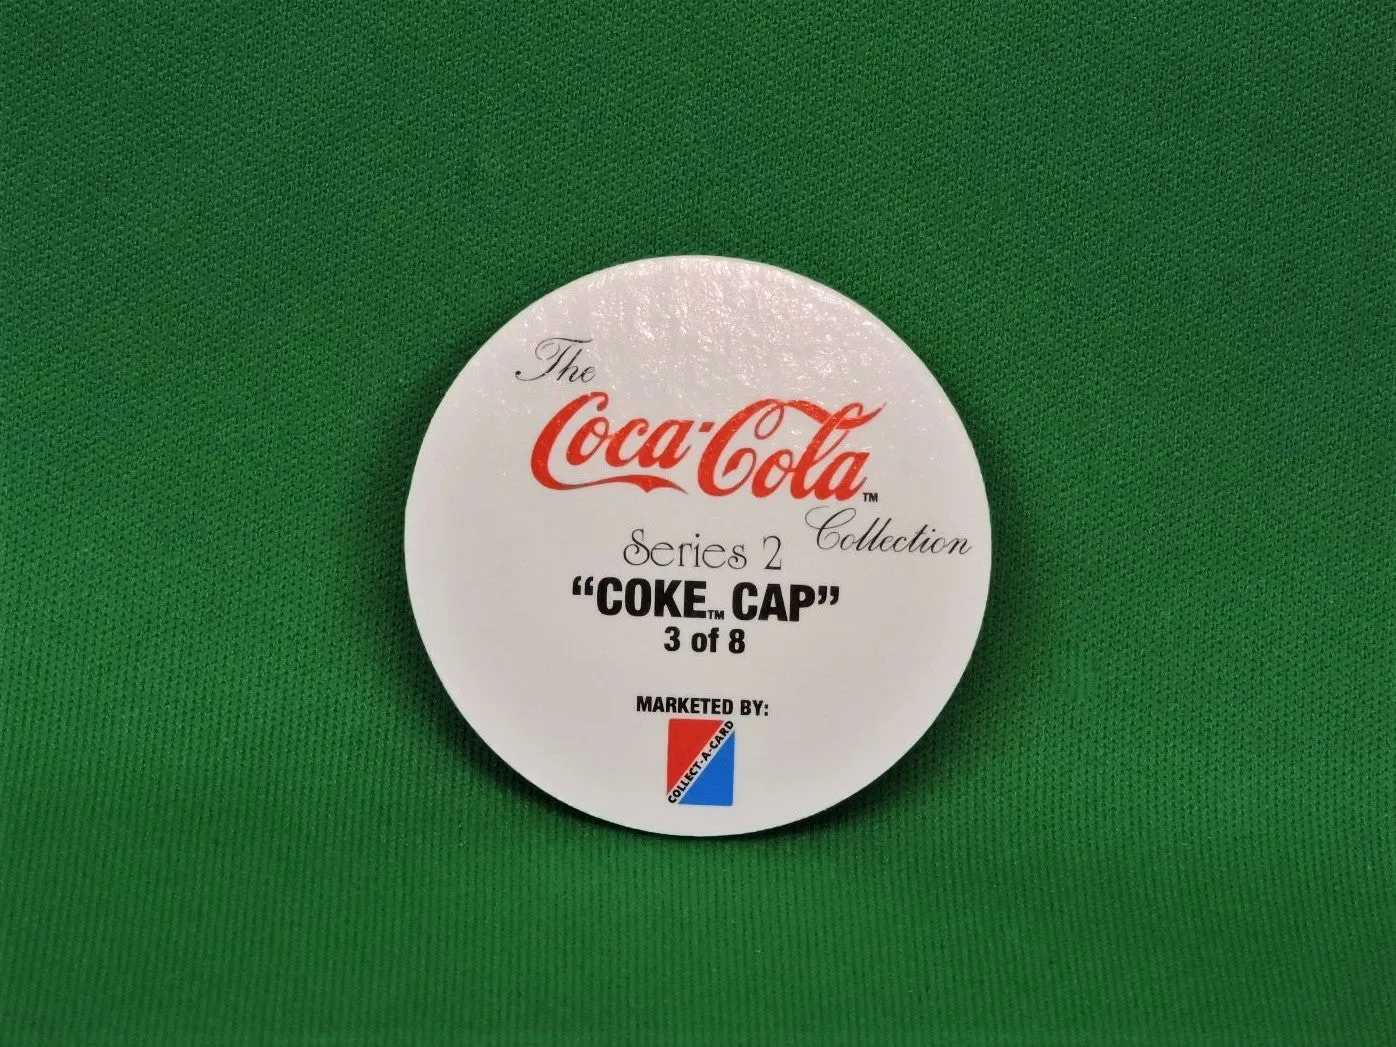 The
Coca-Cola™
Collection
Series 2
“COKE™ CAP”
3 of 8
MARKETED BY:
COLLECT-A-CARD